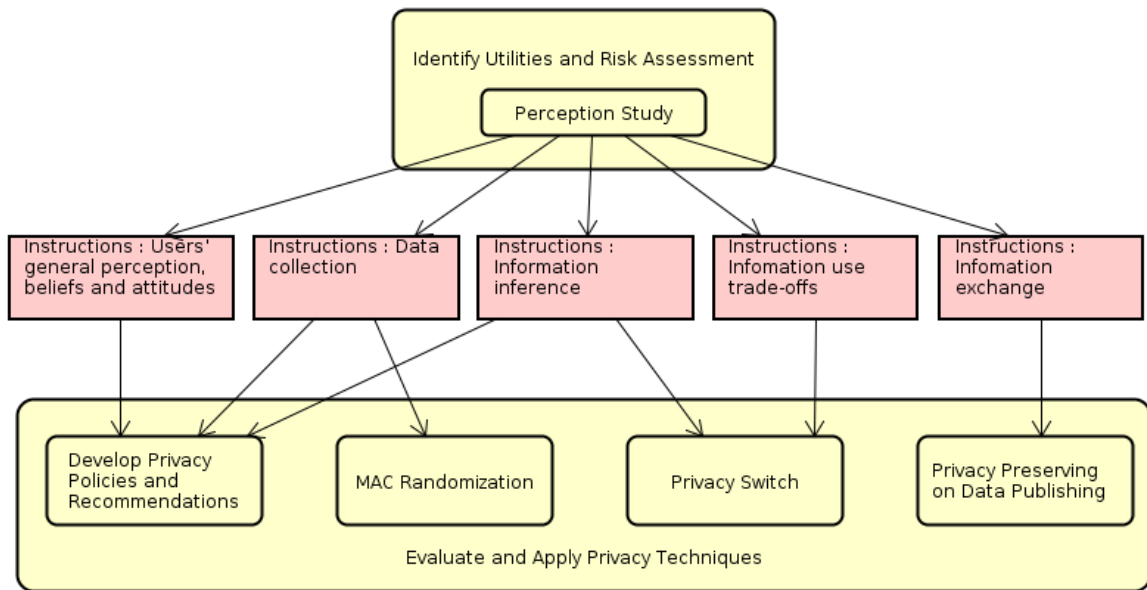 Identify Utilities and Risk Assessment
Perception Study
Instructions : Users'
general perception,
beliefs and attitudes
Instructions : Data
collection
Instructions :
Information
inference
Instructions :
Infomation use
trade-offs
Instructions :
Infomation
exchange
Develop Privacy
Policies and
Recommendations
MAC Randomization
Privacy Switch
Privacy Preserving
on Data Publishing
Evaluate and Apply Privacy Techniques